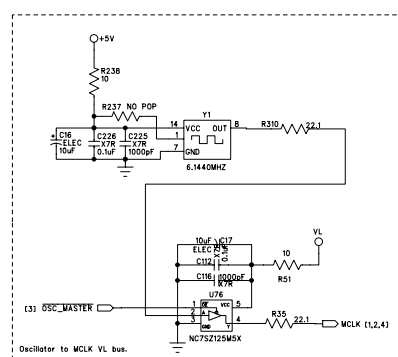 +5V
R238
10
R237 NO POP
C16
ELEC
10uF
C226
X7R
0.1uF
C225
X7R
1000pF
14
1
7
VCC OUT
GND
Y1
8
6.1440MHZ
R310
22.1
VL
10
R51
10uF
C17
ELEC
X7R
0.1uF
C112
C116
1000pF
X7R
U76
[3] OSC_MASTER
1
2
3
OE VCC
A
GND Y
5
4
NC7SZ125M5X
R35
22.1
MCLK [1,2,4]
Oscillator to MCLK VL bus.